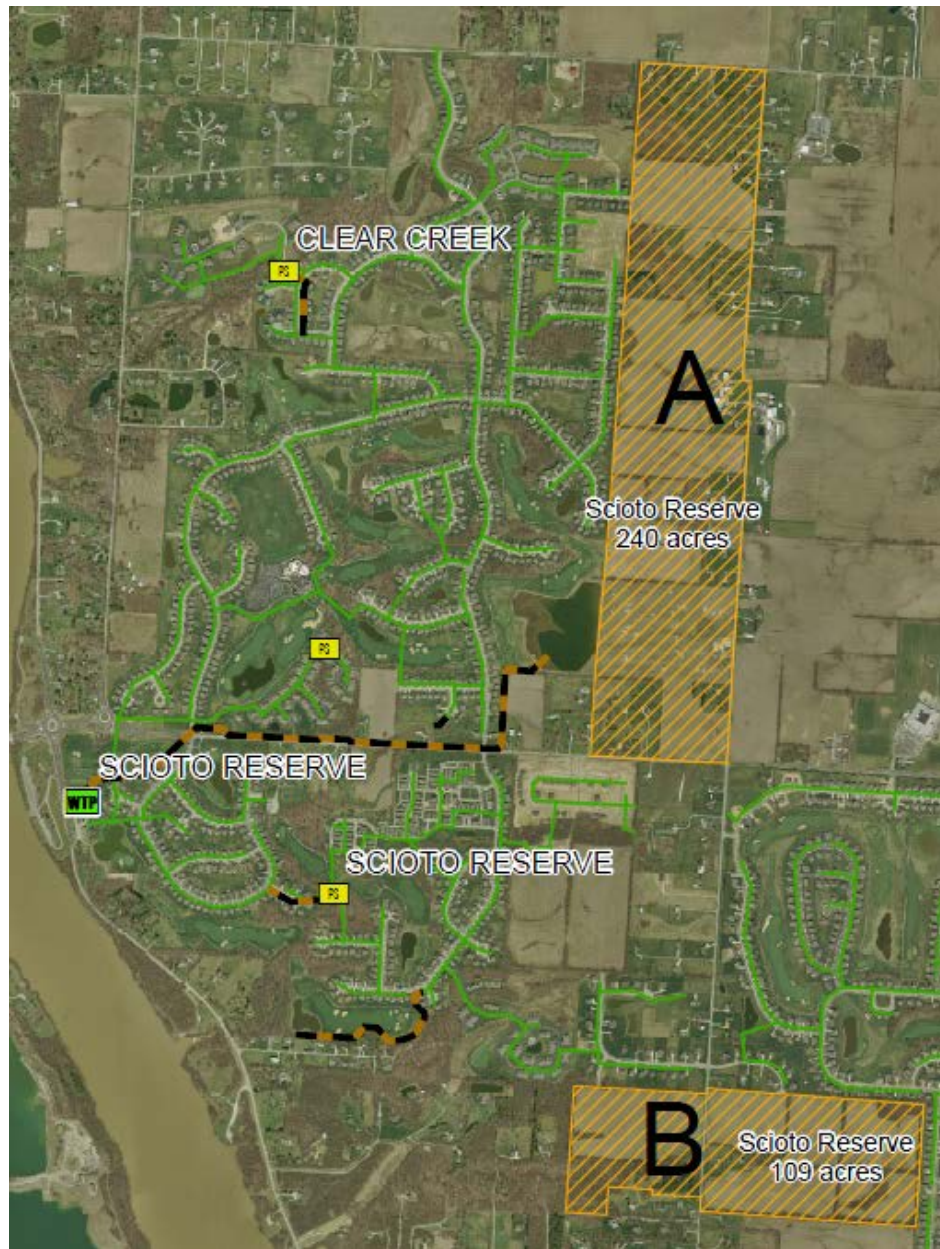 CLEAR CREEK
PS
A
Scioto Reserve
240 acres
PS
SCIOTO RESERVE
WTP
SCIOTO RESERVE
PS
B
Scioto Reserve
109 acres